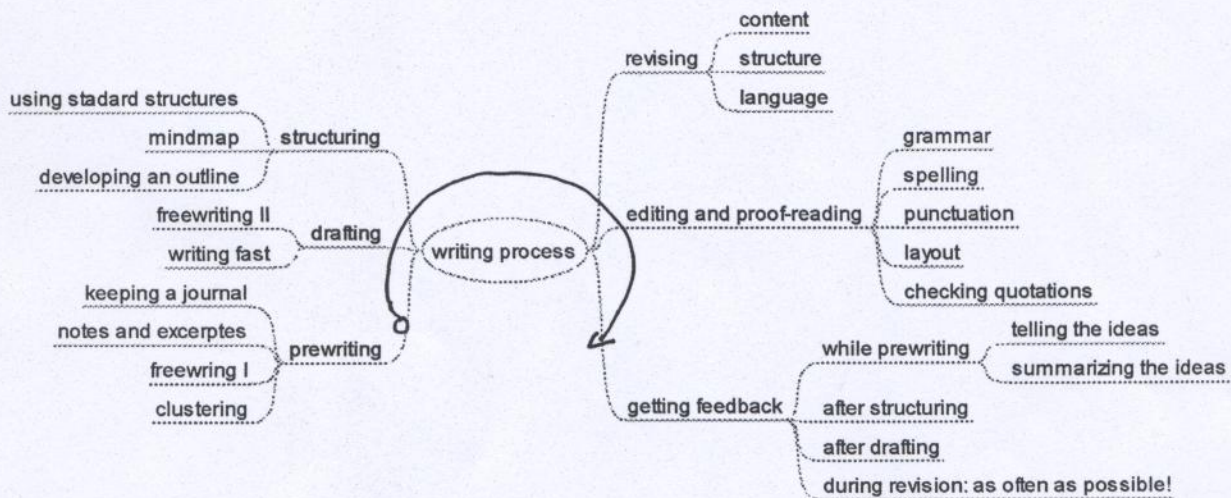 using stadard structures
mindmap
developing an outline
structuring
freewriting II
writing fast
drafting
keeping a journal
notes and excerptes
freewring I
clustering
prewriting
writing process
revising
content
structure
language
editing and proof-reading
grammar
spelling
punctuation
layout
checking quotations
getting feedback
while prewriting
telling the ideas
summarizing the ideas
after structuring
after drafting
during revision: as often as possible!